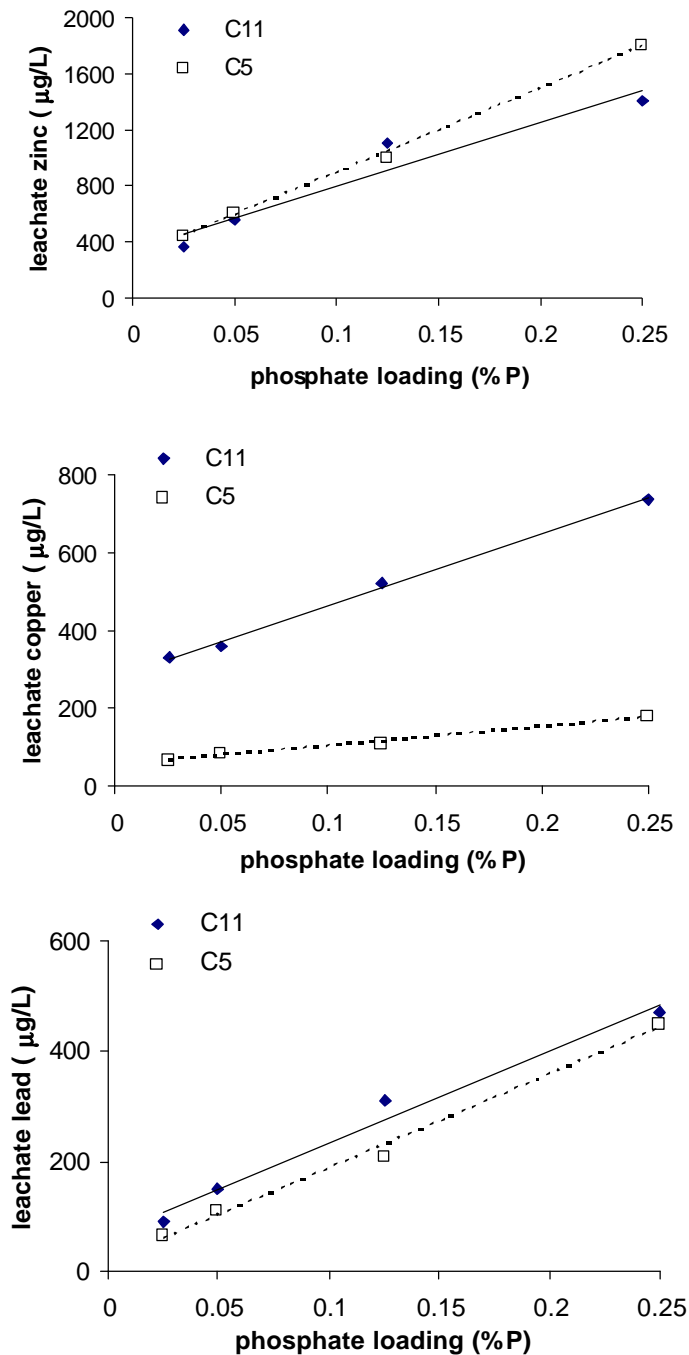 2000
1600
1200
800
400
0
leachate zinc ( µg/L)
C11
C5
0 0.05 0.1 0.15 0.2 0.25
phosphate loading (% P)
800
600
400
200
0
leachate copper ( µg/L)
C11
C5
0 0.05 0.1 0.15 0.2 0.25
phosphate loading (% P)
600
400
200
0
leachate lead ( µg/L)
C11
C5
0 0.05 0.1 0.15 0.2 0.25
phosphate loading (%P)